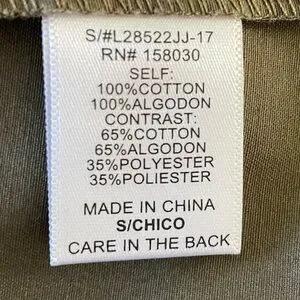 S/#L28522JJ-17
RN# 158030
SELF:
100%COTTON
100%ALGODON
CONTRAST:
65%COTTON
65%ALGODON
35%POLYESTER
35%POLIESTER
MADE IN CHINA
S/CHICO
CARE IN THE BACK